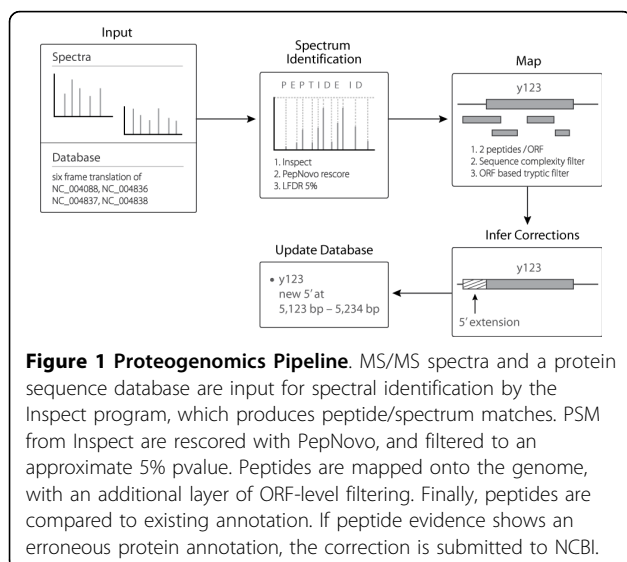 Input
Spectra
Database
six frame translation of
NC_004088, NC_004836
NC_004837, NC_004838
Spectrum
Identification
PEPTIDE ID
1. Inspect
2. PepNovo rescore
3. LFDR 5%
Map
y123
1. 2 peptides/ORF
2. Sequence complexity filter
3. ORF based tryptic filter
Infer Corrections
y123
5' extension
Update Database
• y123
new 5' at
5,123 bp – 5,234 bp
Figure 1 Proteogenomics Pipeline. MS/MS spectra and a protein
sequence database are input for spectral identification by the
Inspect program, which produces peptide/spectrum matches. PSM
from Inspect are rescored with PepNovo, and filtered to an
approximate 5% pvalue. Peptides are mapped onto the genome,
with an additional layer of ORF-level filtering. Finally, peptides are
compared to existing annotation. If peptide evidence shows an
erroneous protein annotation, the correction is submitted to NCBI.